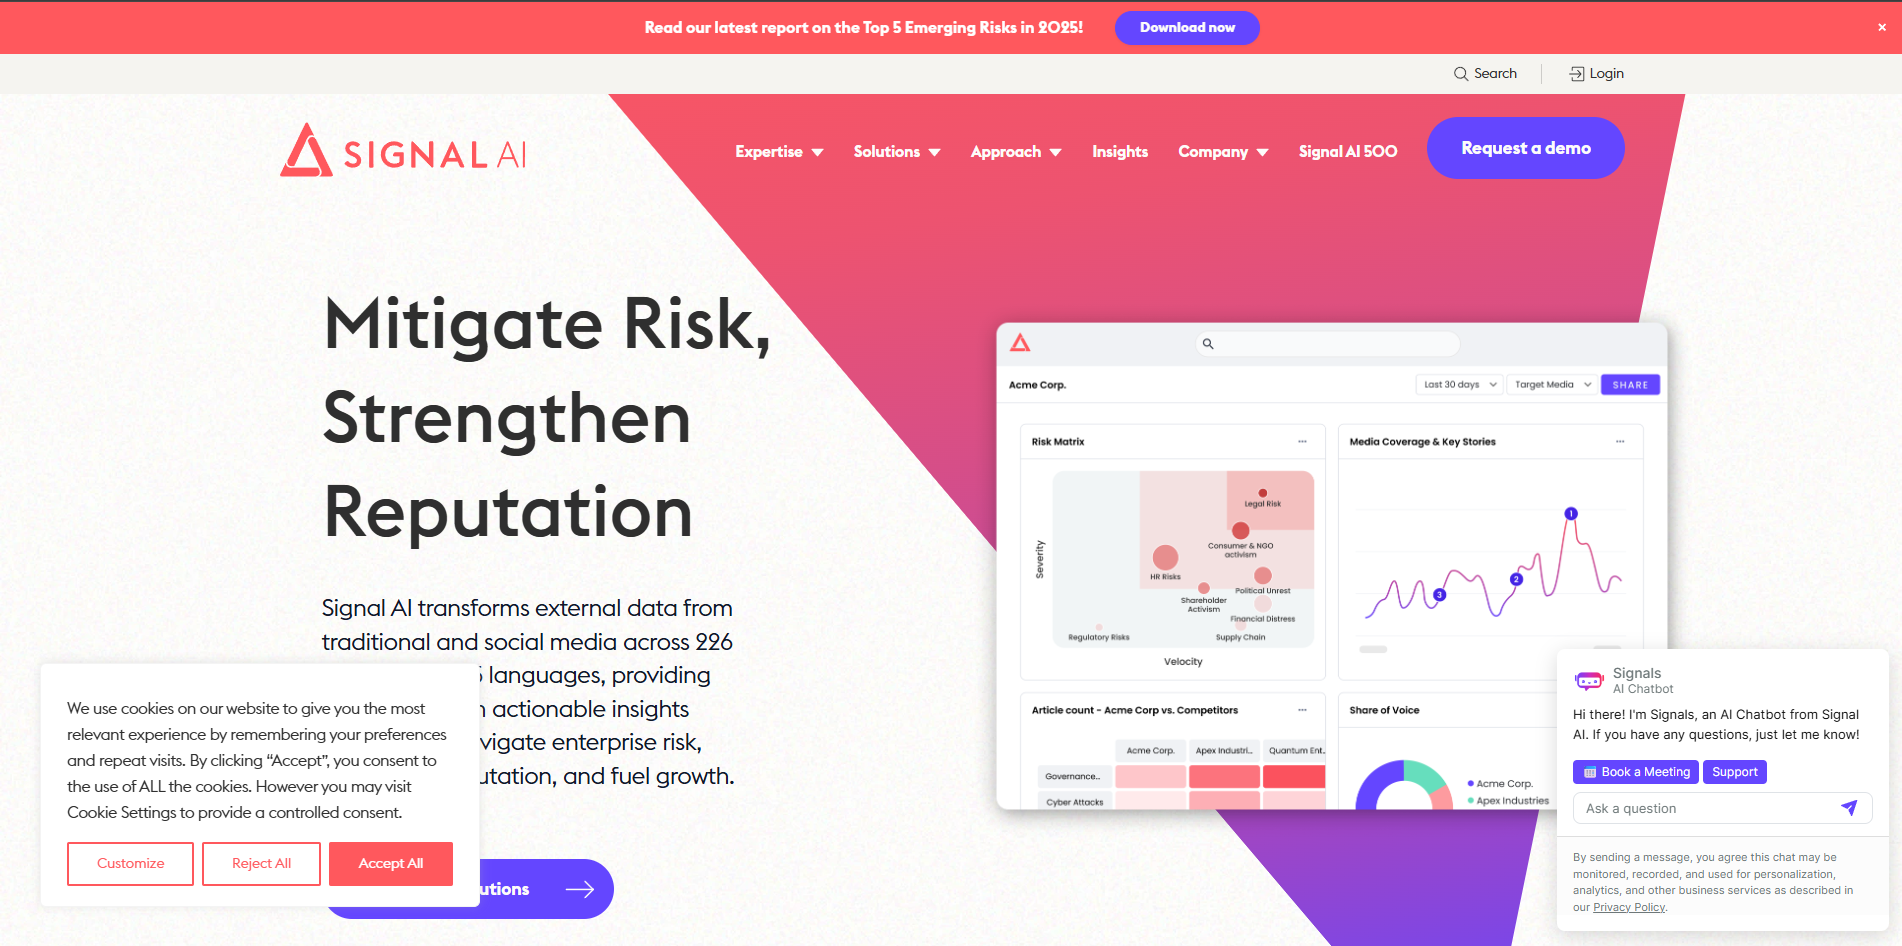 Read our latest report on the Top 5 Emerging Risks in 2025!
Download now
×
Search
Login
SIGNAL AI
Expertise
Solutions
Approach
Insights
Company
Signal AI 500
Request a demo
Mitigate Risk,
Strengthen
Reputation
Signal AI transforms external data from
traditional and social media across 226
languages, providing
actionable insights
enterprise risk,
and fuel growth.
We use cookies on our website to give you the most
relevant experience by remembering your preferences
and repeat visits. By clicking “Accept”, you consent to
the use of ALL the cookies. However you may visit
Cookie Settings to provide a controlled consent.
Customize
Reject All
Accept All
Acme Corp.
Last 30 days
Target Media
SHARE
Risk Matrix
Severity
Legal Risk
Consumer & NGO
activism
HR Risks
Political Unrest
Shareholder
Activism
Financial Distress
Regulatory Risks
Supply Chain
Velocity
Media Coverage & Key Stories
1
2
3
Article count - Acme Corp vs. Competitors
Acme Corp.
Apex Industri...
Quantum Ent.
Governance...
Cyber Attacks
Share of Voice
Acme Corp.
Apex Industries
Signals
AI Chatbot
Hi there! I'm Signals, an AI Chatbot from Signal
AI. If you have any questions, just let me know!
Book a Meeting
Support
Ask a question
By sending a message, you agree this chat may be
monitored, recorded, and used for personalization,
analytics, and other business services as described in
our Privacy Policy.